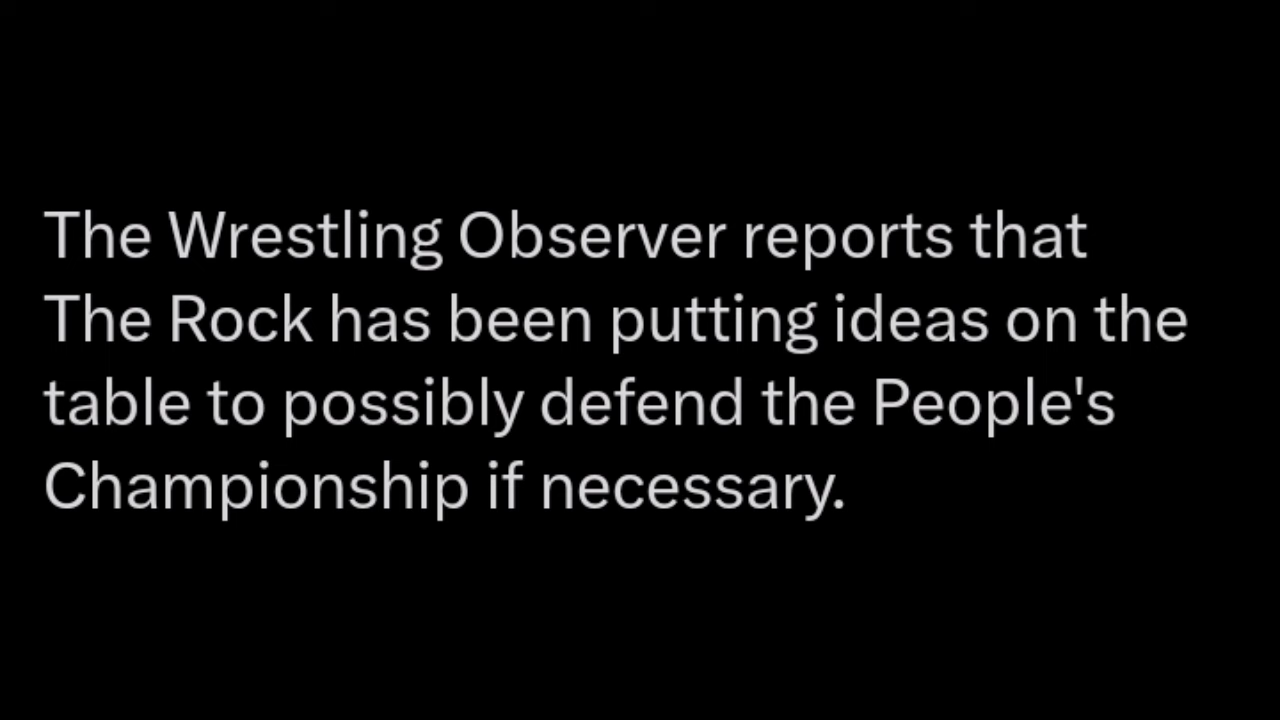 The Wrestling Observer reports that
The Rock has been putting ideas on the
table to possibly defend the People's
Championship if necessary.